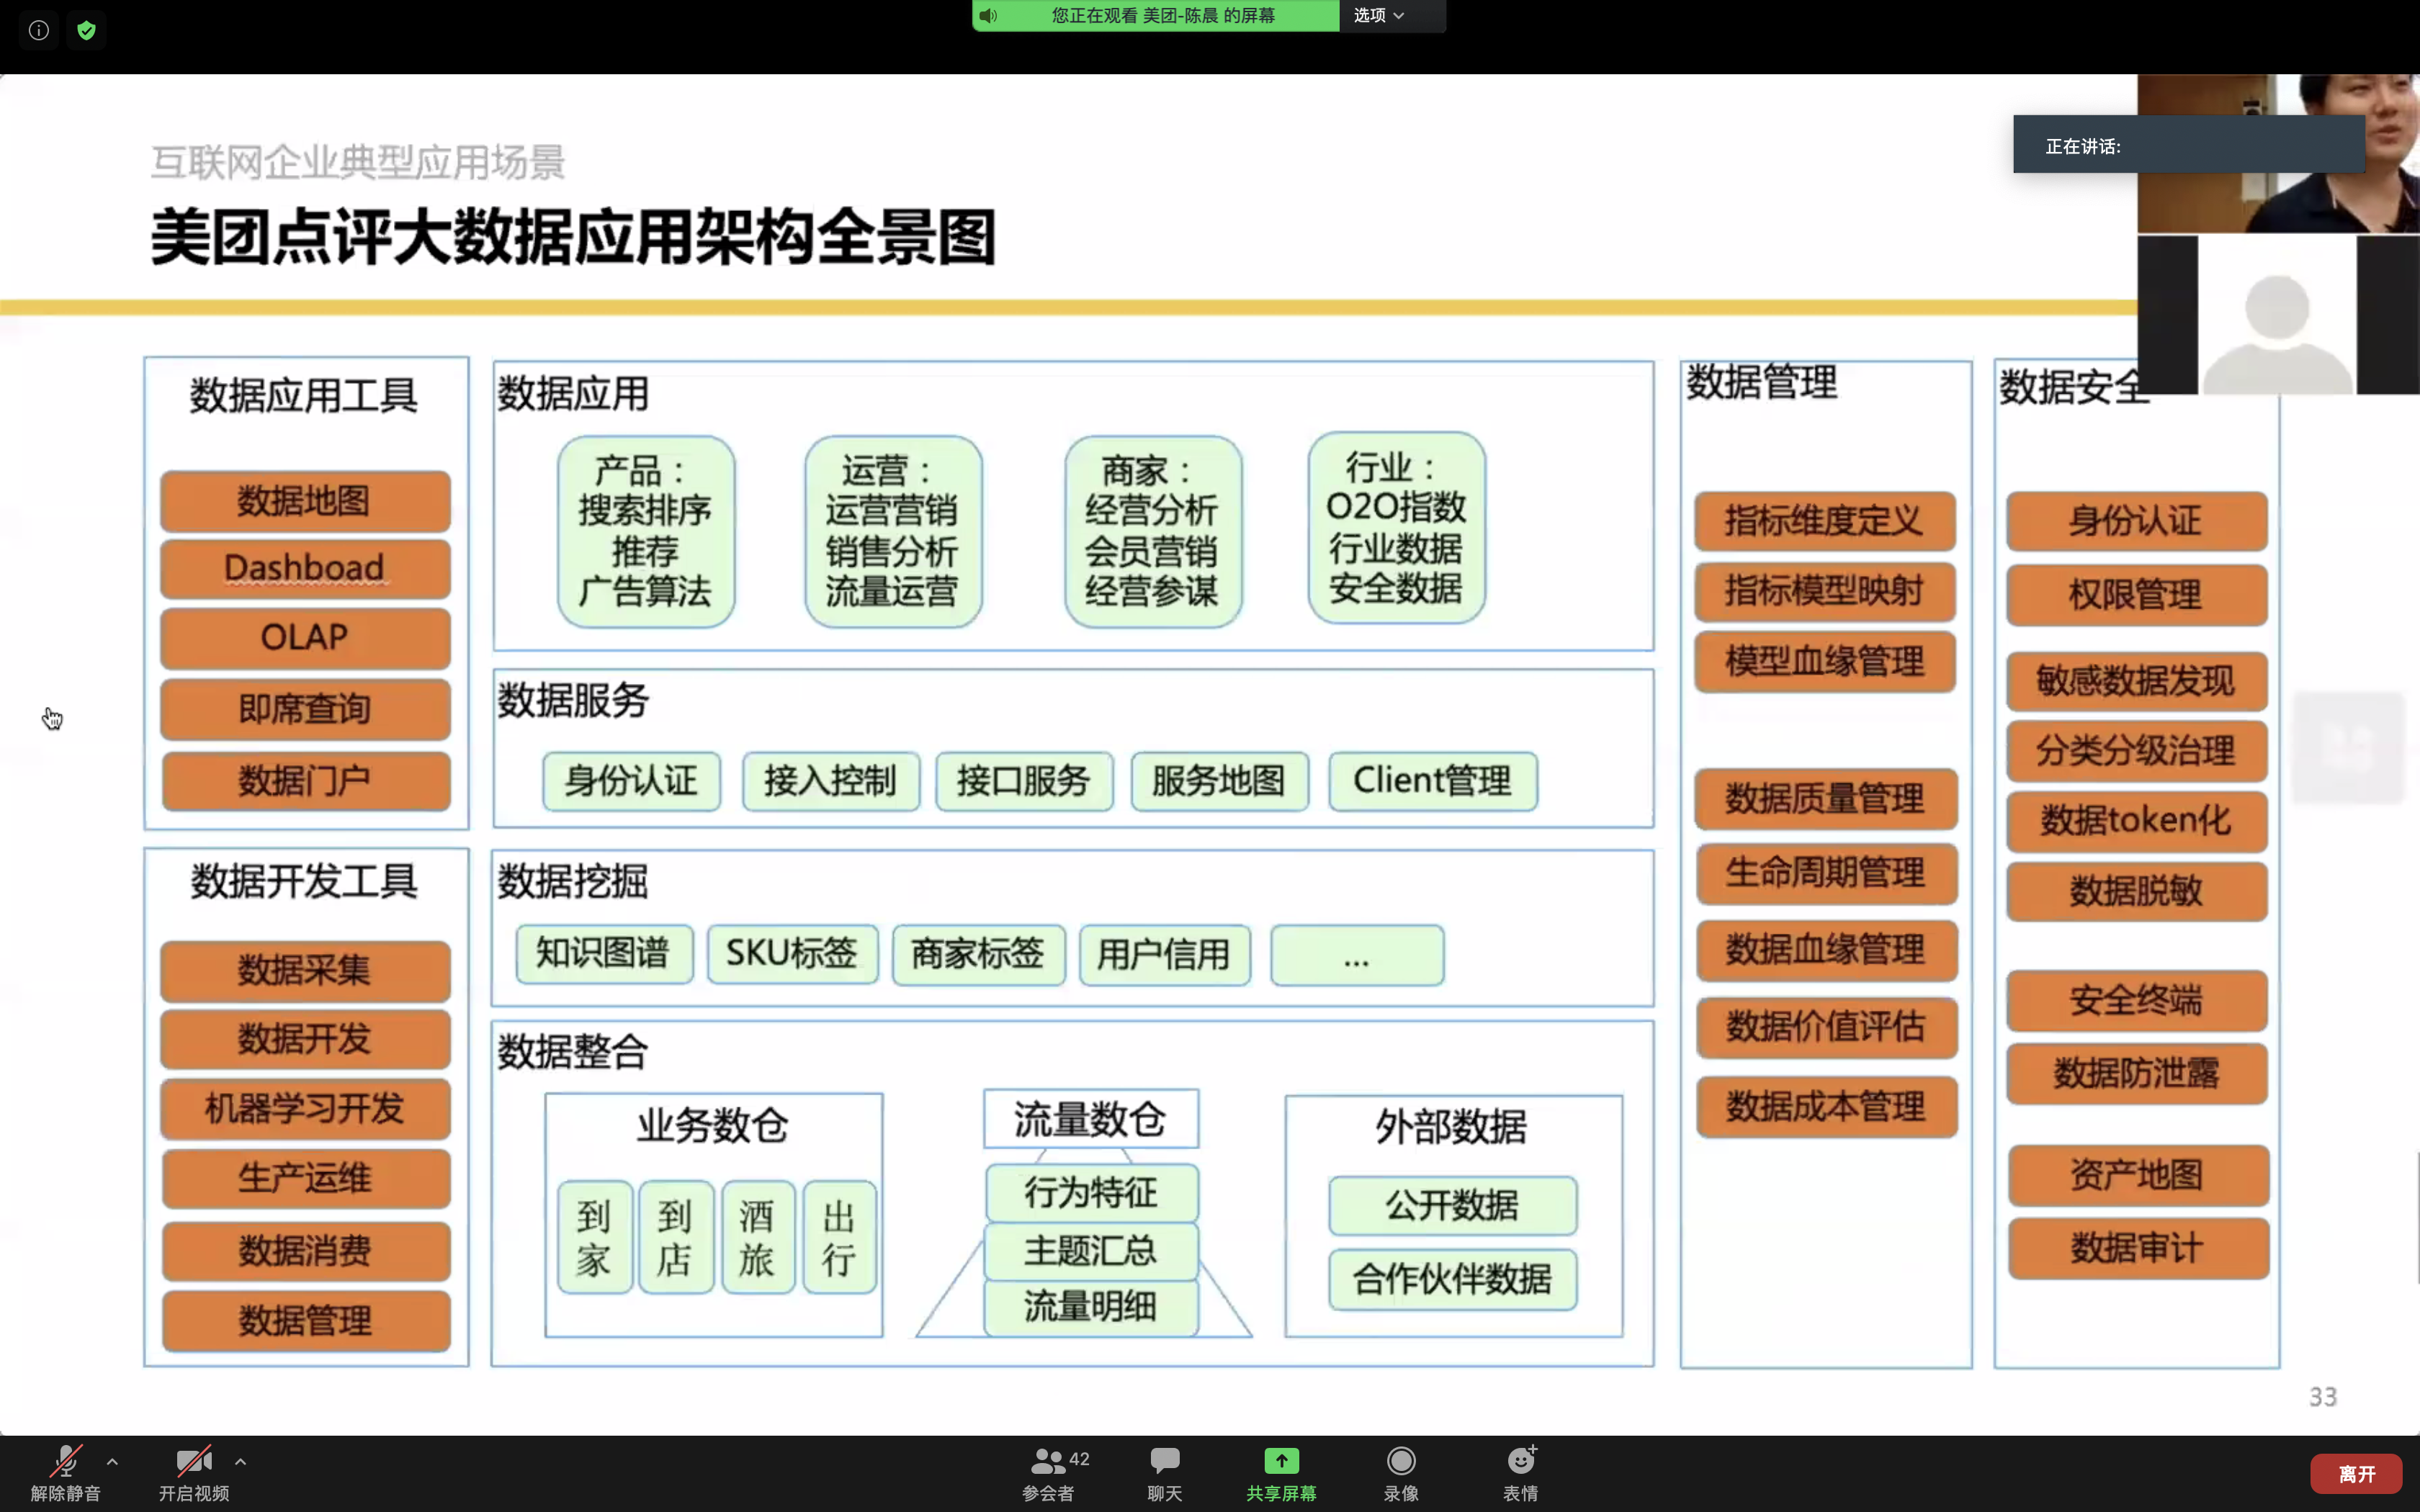 您正在观看 美团-陈晨 的屏幕
选项
正在讲话:
互联网企业典型应用场景
美团点评大数据应用架构全景图
数据应用工具
数据地图
Dashboad
OLAP
即席查询
数据门户
数据开发工具
数据采集
数据开发
机器学习开发
生产运维
数据消费
数据管理
数据应用
产品：
搜索排序
推荐
广告算法
运营：
运营营销
销售分析
流量运营
商家：
经营分析
会员营销
经营参谋
行业：
O2O指数
行业数据
安全数据
数据服务
身份认证
接入控制
接口服务
服务地图
Client管理
数据挖掘
知识图谱
SKU标签
商家标签
用户信用
...
数据整合
业务数仓
到家
到店
酒旅
出行
流量数仓
行为特征
主题汇总
流量明细
外部数据
公开数据
合作伙伴数据
数据管理
指标维度定义
指标模型映射
模型血缘管理
数据质量管理
生命周期管理
数据血缘管理
数据价值评估
数据成本管理
数据安全
身份认证
权限管理
敏感数据发现
分类分级治理
数据token化
数据脱敏
安全终端
数据防泄露
资产地图
数据审计
33
解除静音
开启视频
42
参会者
聊天
共享屏幕
录像
表情
离开